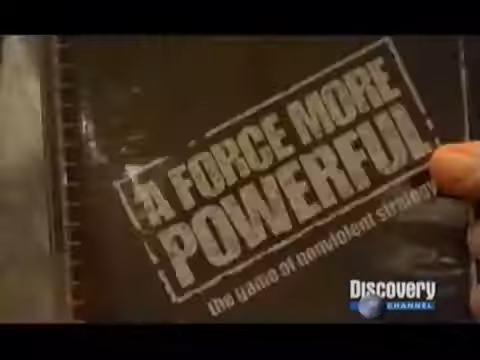 A FORCE MORE
POWERFUL
the game of nonviolent strategy
Discovery
CHANNEL